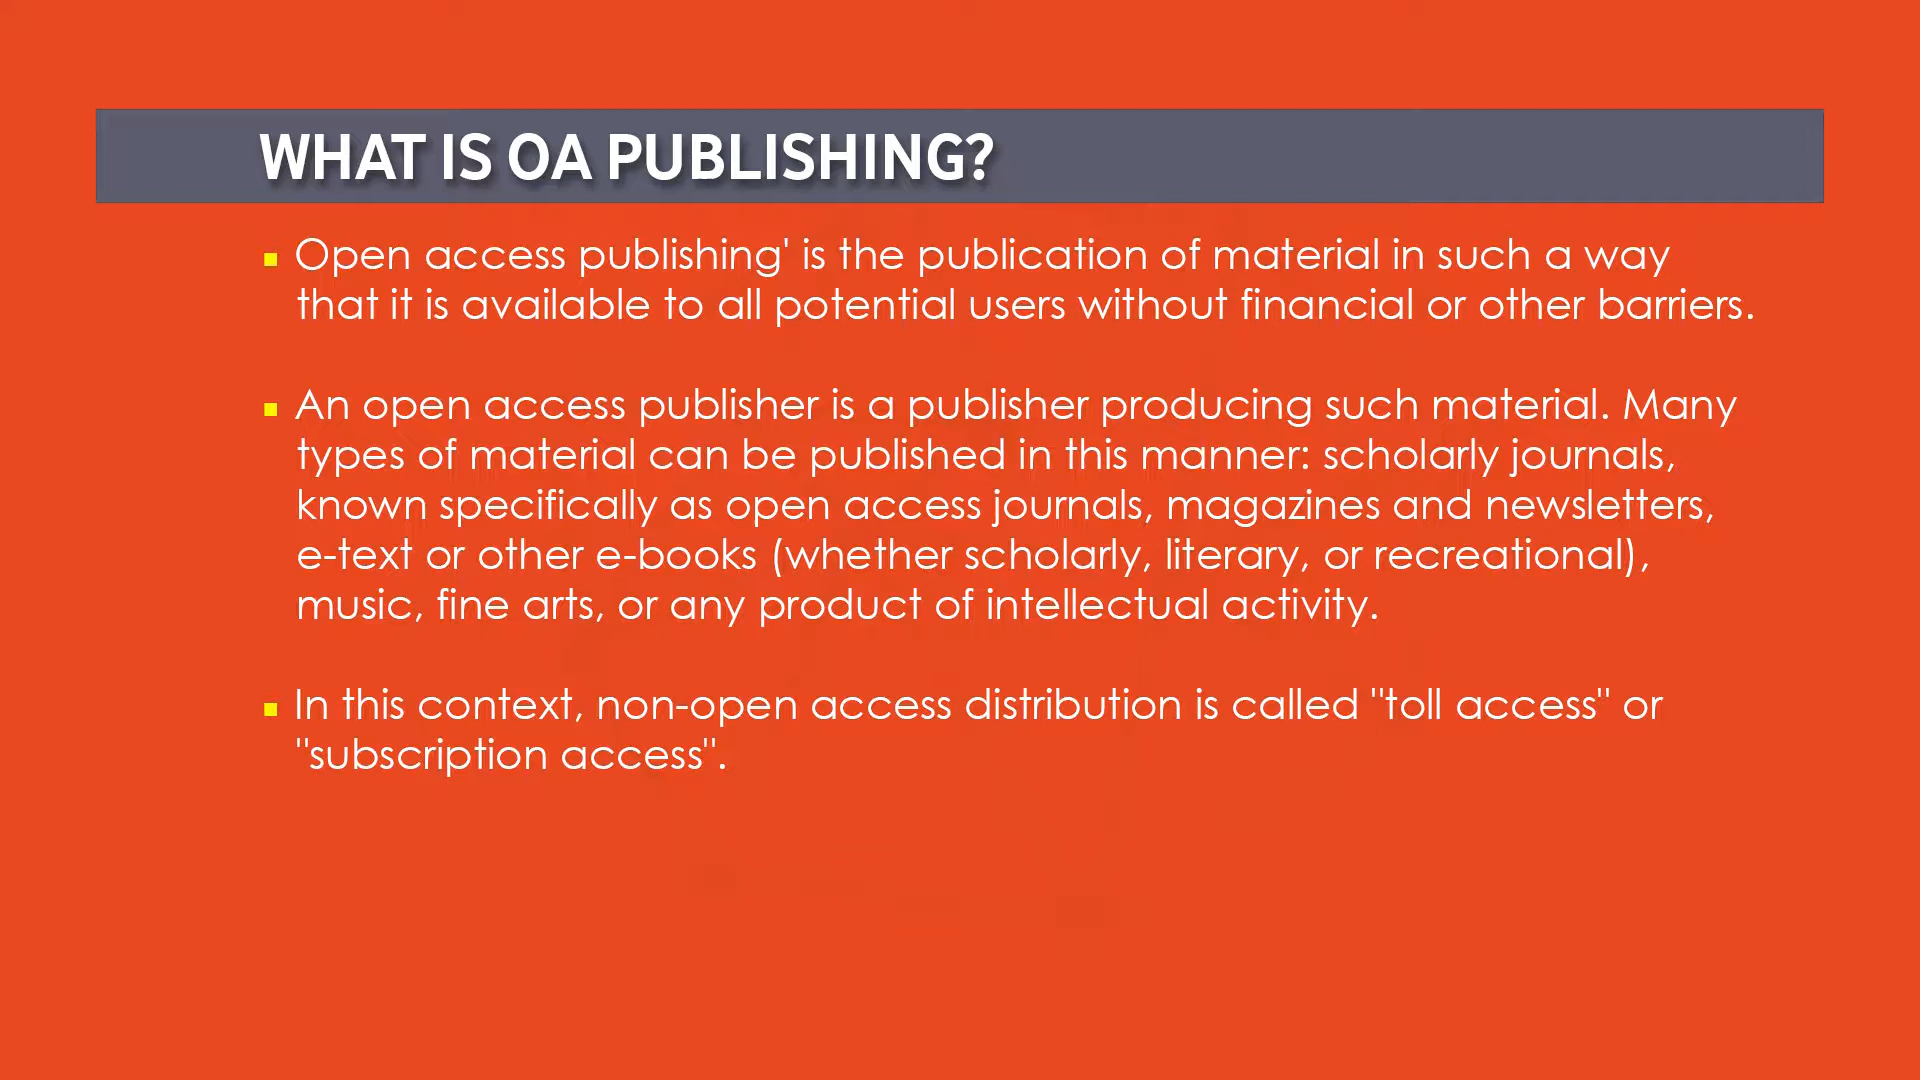 WHAT IS OA PUBLISHING?
Open access publishing' is the publication of material in such a way
that it is available to all potential users without financial or other barriers.
An open access publisher is a publisher producing such material. Many
types of material can be published in this manner: scholarly journals,
known specifically as open access journals, magazines and newsletters,
e-text or other e-books (whether scholarly, literary, or recreational),
music, fine arts, or any product of intellectual activity.
In this context, non-open access distribution is called "toll access" or
"subscription access".